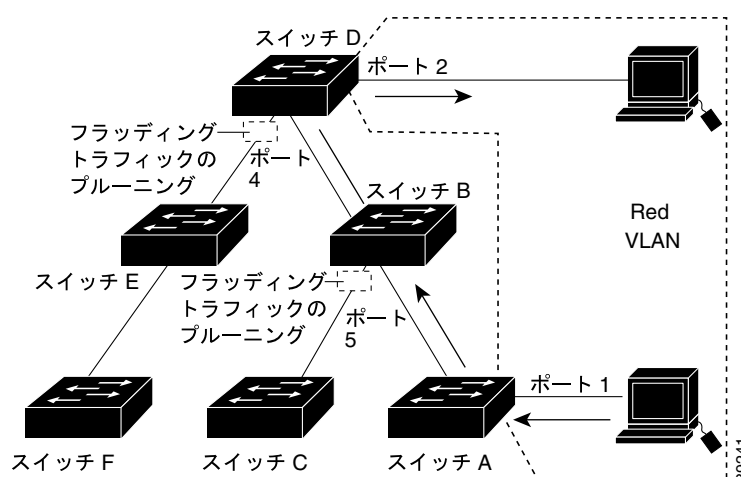 スイッチ D
ポート 2
フラッディング
トラフィックの
プルーニング
ポート
4
スイッチ B
Red
VLAN
スイッチ E
フラッディング
トラフィックの
プルーニング
ポート
5
ポート 1
スイッチ F
スイッチ C
スイッチ A